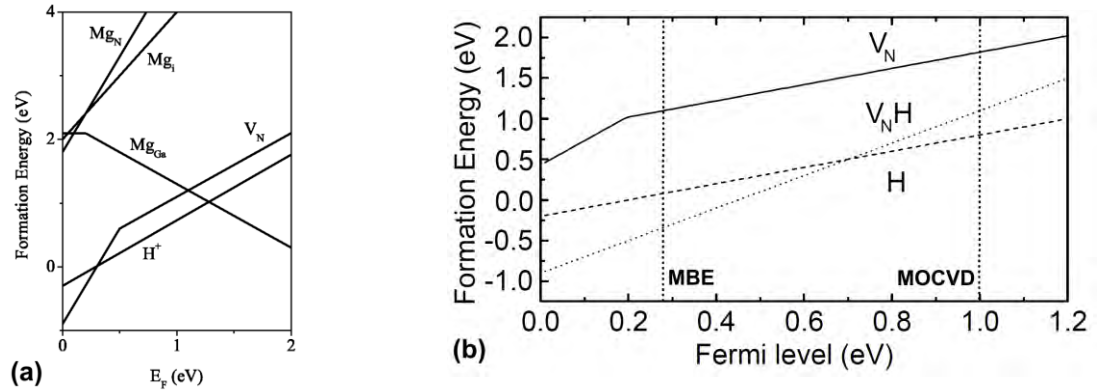 4
2
0
Formation Energy (eV)
Mg_N
Mg_i
Mg_Ga
V_N
H^+
0
1
2
E_F (eV)
(a)
2.0
1.5
1.0
0.5
0.0
-0.5
-1.0
Formation Energy (eV)
V_N
V_NH
H
MBE
MOCVD
0.0 0.2 0.4 0.6 0.8 1.0 1.2
Fermi level (eV)
(b)